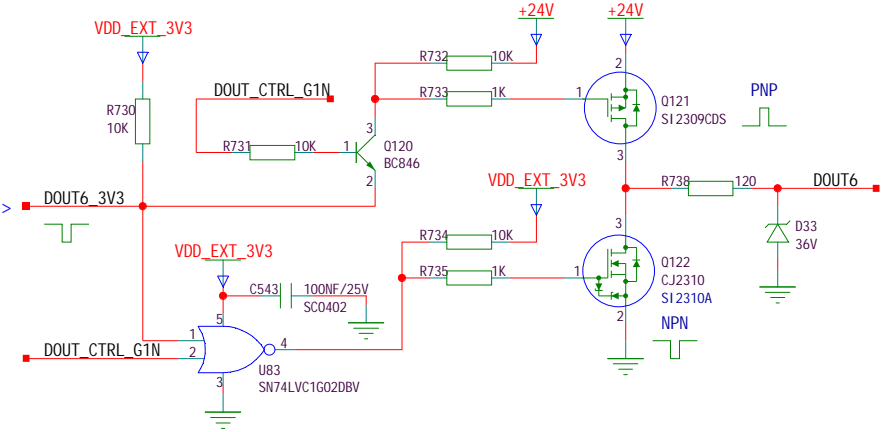 +24V
+24V
VDD_EXT_3V3
R732
10K
2
DOUT_CTRL_G1N
R733
1K
1
Q121
SI2309CDS
PNP
R730
10K
3
R731
10K
1
Q120
BC846
2
3
VDD_EXT_3V3
R738
120
DOUT6
>
DOUT6_3V3
3
D33
36V
R734
10K
VDD_EXT_3V3
R735
1K
1
Q122
CJ2310
SI2310A
C543
100NF/25V
SC0402
2
NPN
5
1
4
DOUT_CTRL_G1N
2
U83
SN74LVC1G02DBV
3